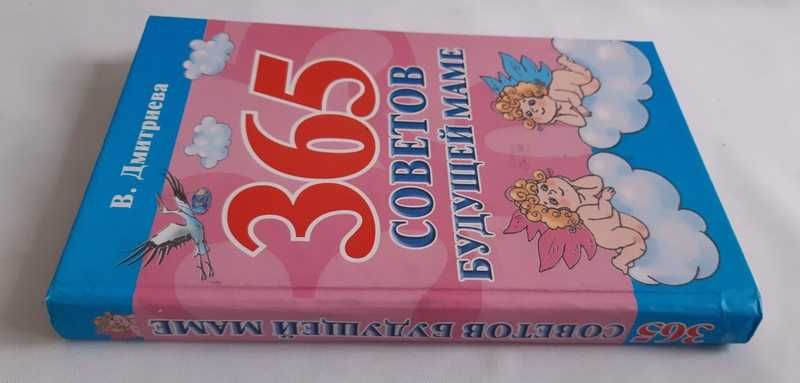 В. Дмитриева
365
СОВЕТОВ
БУДУЩЕЙ МАМЕ
365 СОВЕТОВ БУДУЩЕЙ МАМЕ